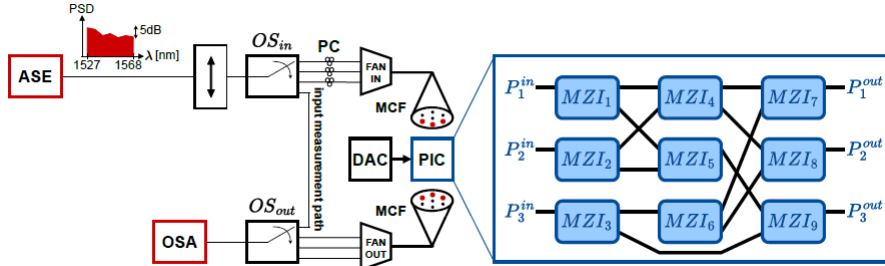 PSD
5dB
λ [nm]
1527 1568
ASE
OS_in
PC
FAN
IN
MCF
input measurement path
DAC
PIC
MCF
OS_out
OSA
FAN
OUT
P_1^in MZI_1 MZI_4 MZI_7 P_1^out
P_2^in MZI_2 MZI_5 MZI_8 P_2^out
P_3^in MZI_3 MZI_6 MZI_9 P_3^out